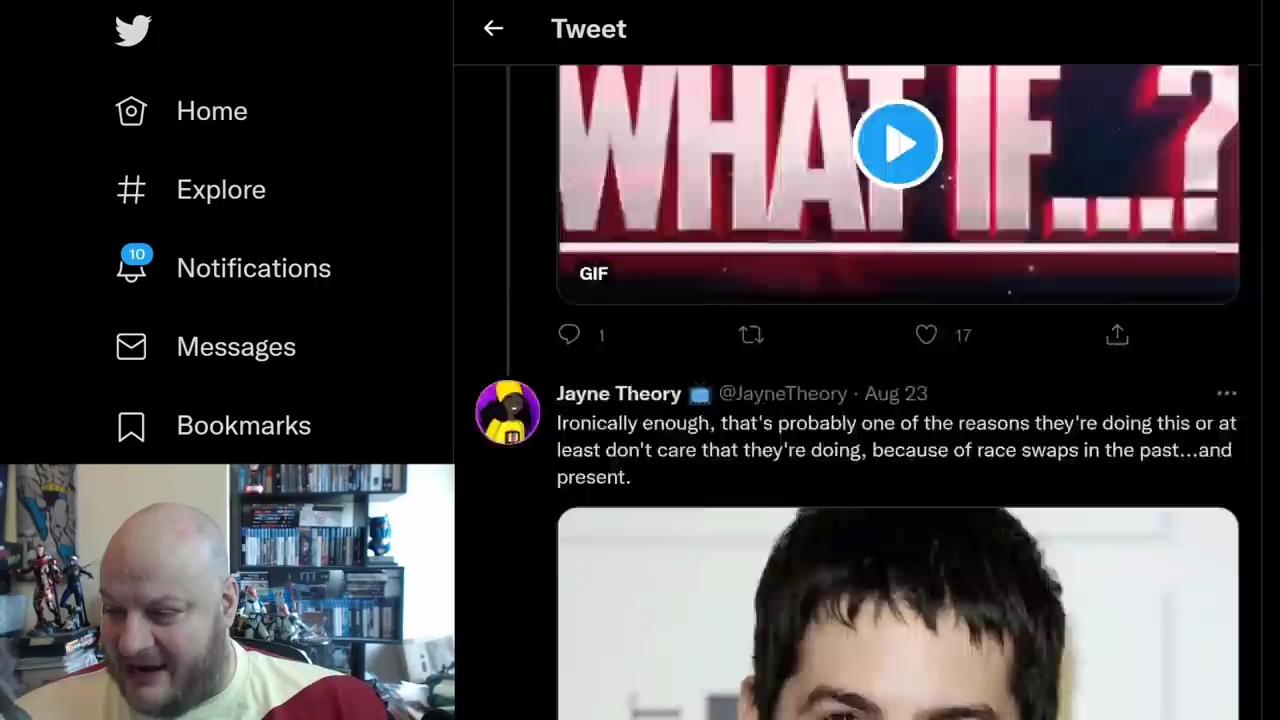 Tweet
Home
Explore
10
Notifications
Messages
Bookmarks
WHAT IF...?
GIF
1
17
Jayne Theory @JayneTheory · Aug 23
Ironically enough, that's probably one of the reasons they're doing this or at
least don't care that they're doing, because of race swaps in the past...and
present.